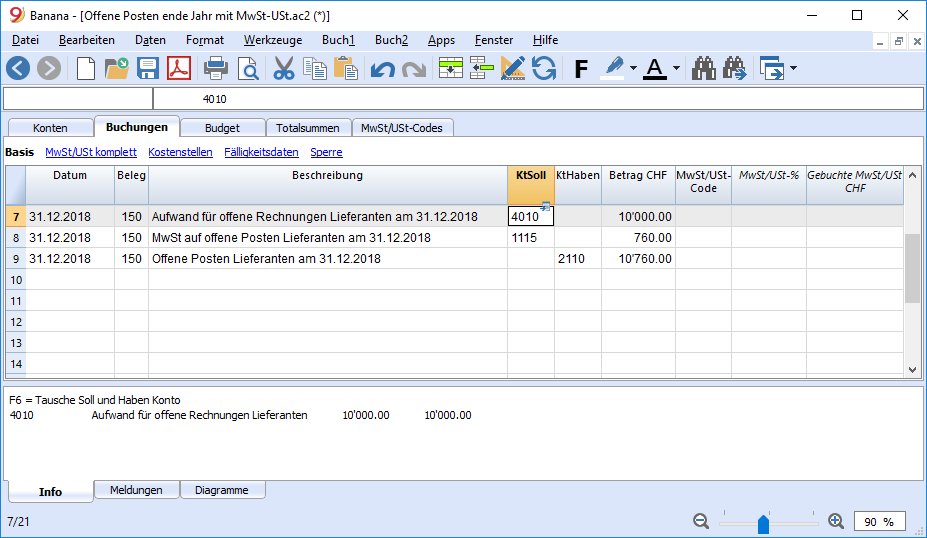 Banana - [Offene Posten ende Jahr mit MwSt-USt.ac2 (*)]
Datei Bearbeiten Daten Format Werkzeuge Buch1 Buch2 Apps Fenster Hilfe
F A
4010
Konten Buchungen Budget Totalsummen MwSt/USt-Codes
Basis MwSt/USt komplett Kostenstellen Fälligkeitsdaten Sperre
Datum Beleg Beschreibung KtSoll KtHaben Betrag CHF MwSt/USt-Code MwSt/USt-% Gebuchte MwSt/USt CHF
7 31.12.2018 150 Aufwand für offene Rechnungen Lieferanten am 31.12.2018 4010 10'000.00
8 31.12.2018 150 MwSt auf offene Posten Lieferanten am 31.12.2018 1115 760.00
9 31.12.2018 150 Offene Posten Lieferanten am 31.12.2018 2110 10'760.00
10
11
12
13
14
F6 = Tausche Soll und Haben Konto
4010 Aufwand für offene Rechnungen Lieferanten 10'000.00 10'000.00
Info Meldungen Diagramme
7/21 90 %